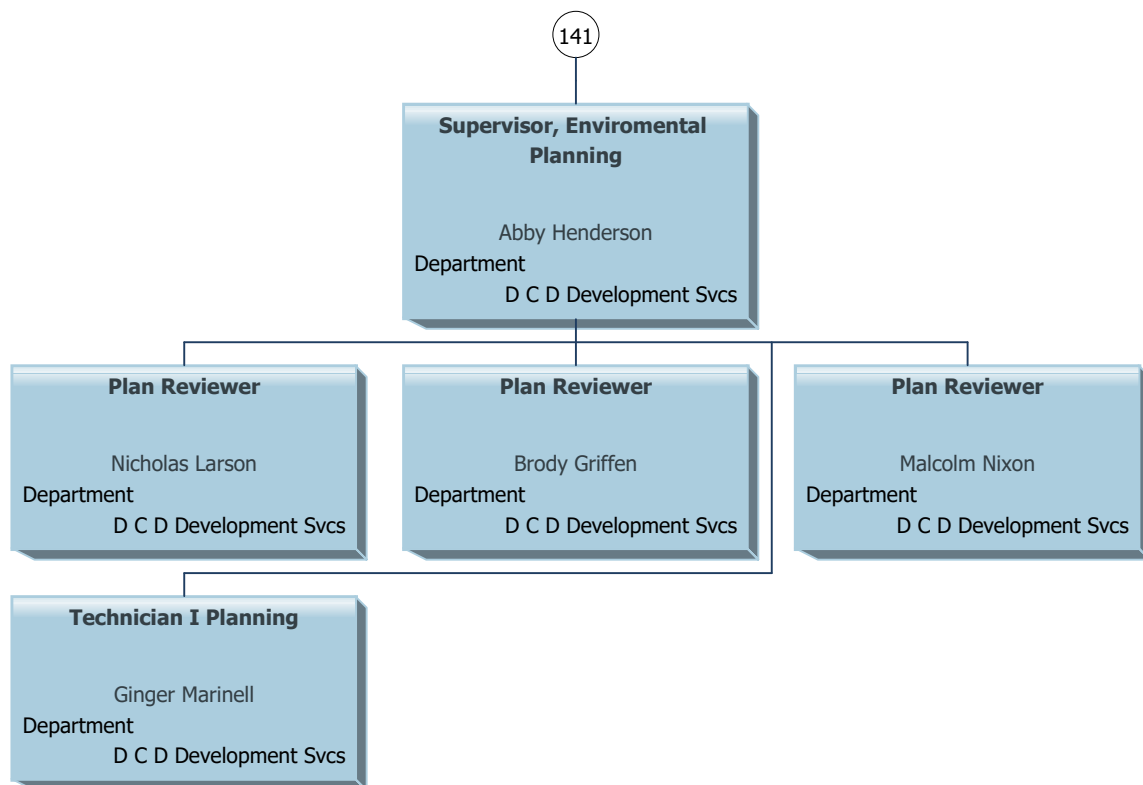 141
Supervisor, Enviromental
Planning
Abby Henderson
Department
D C D Development Svcs
Plan Reviewer
Nicholas Larson
Department
D C D Development Svcs
Plan Reviewer
Brody Griffen
Department
D C D Development Svcs
Plan Reviewer
Malcolm Nixon
Department
D C D Development Svcs
Technician I Planning
Ginger Marinell
Department
D C D Development Svcs